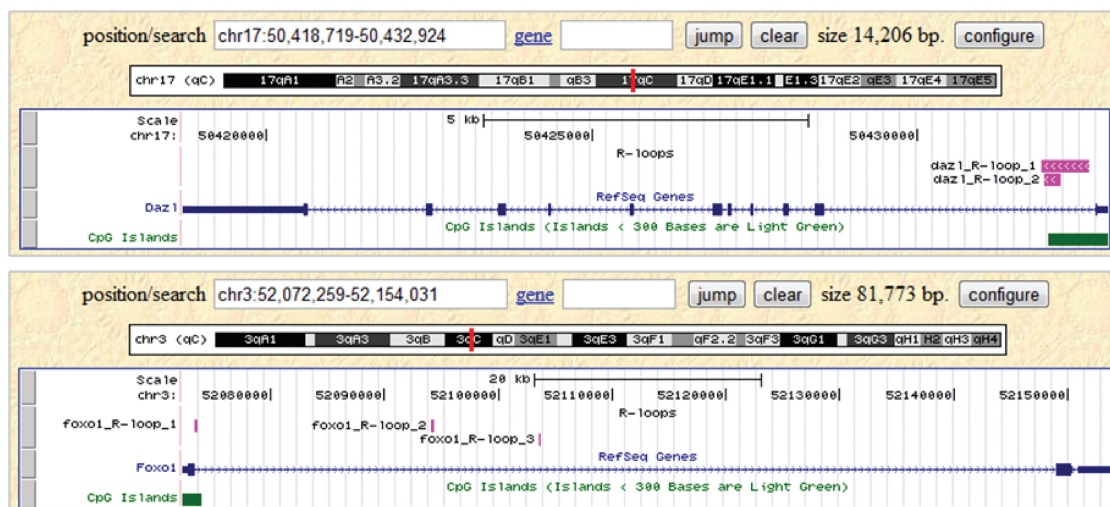 position/search chr17:50,418,719-50,432,924 gene jump clear size 14,206 bp. configure
chr17 (qC) 17qA1 A2 A3.2 17qA3.3 17qB1 qB3 17qC 17qD 17qE1.1 E1.3 17qE2 qE3 17qE4 17qE5
Scale 5 kb
chr17: 50420000 50425000 50430000
R-loops
dazl_R-loop_1
dazl_R-loop_2
RefSeq Genes
Dazl
CpG Islands (Islands < 300 Bases are Light Green)
CpG Islands
position/search chr3:52,072,259-52,154,031 gene jump clear size 81,773 bp. configure
chr3 (qC) 3qA1 3qA3 3qB 3qC qD 3qE1 3qE3 3qF1 qF2.2 3qF3 3qG1 3qG3 qH1 H2 qH3 qH4
Scale 20 kb
chr3: 52080000 52090000 52100000 52110000 52120000 52130000 52140000 52150000
R-loops
foxo1_R-loop_1 foxo1_R-loop_2
foxo1_R-loop_3
RefSeq Genes
Foxo1
CpG Islands (Islands < 300 Bases are Light Green)
CpG Islands